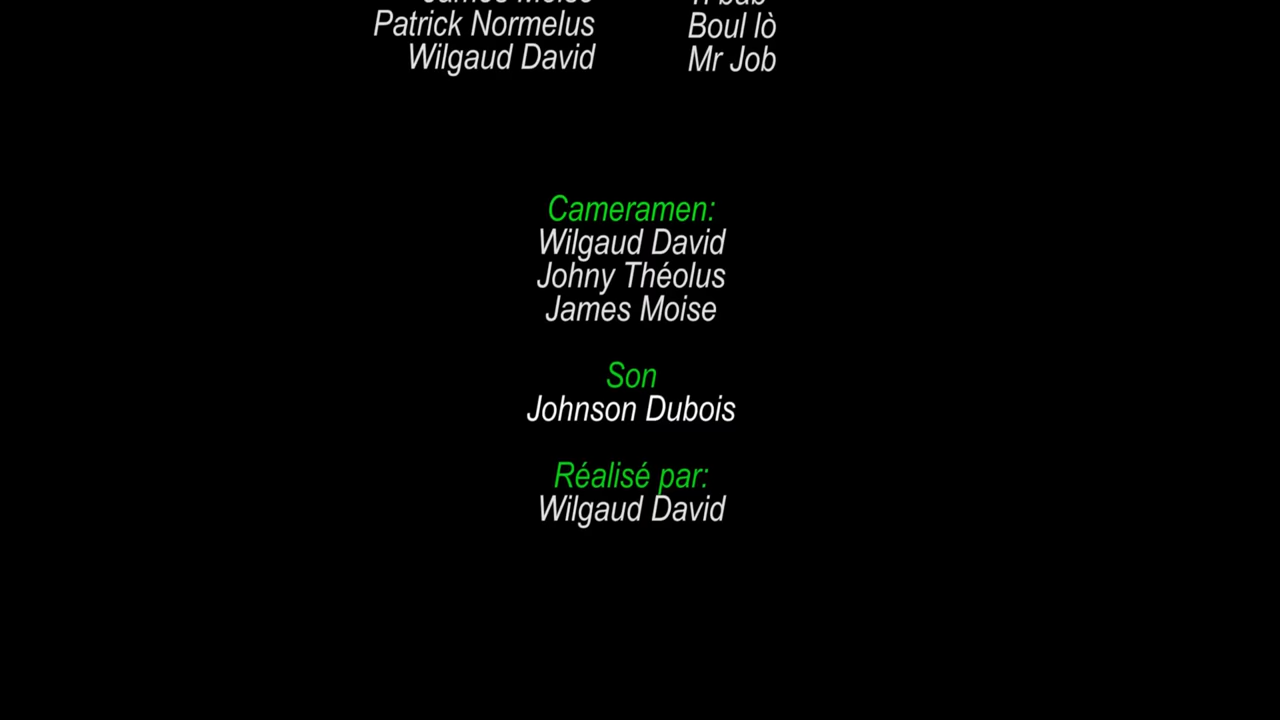 Patrick Normelus Boul lò
Wilgaud David Mr Job
Cameramen:
Wilgaud David
Johny Théolus
James Moise
Son
Johnson Dubois
Réalisé par:
Wilgaud David